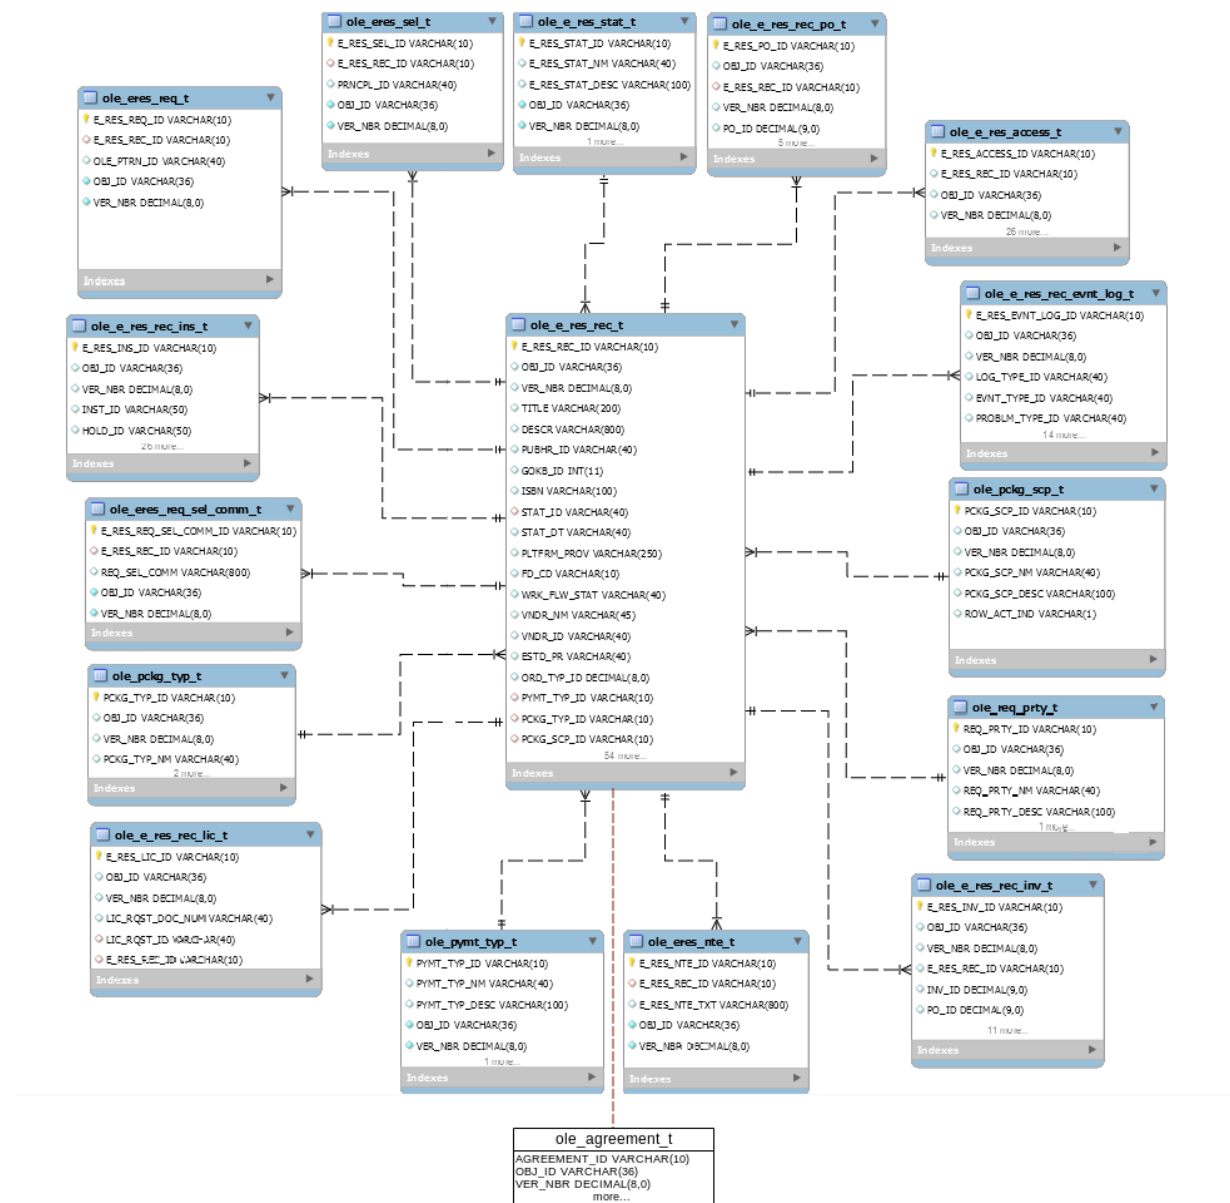 ole_eres_sel_t
E_RES_SEL_ID VARCHAR(10)
E_RES_REC_ID VARCHAR(10)
PRNCPL_ID VARCHAR(40)
OBJ_ID VARCHAR(36)
VER_NBR DECIMAL(8,0)
Indexes
ole_e_res_stat_t
E_RES_STAT_ID VARCHAR(10)
E_RES_STAT_NM VARCHAR(40)
E_RES_STAT_DESC VARCHAR(100)
OBJ_ID VARCHAR(36)
VER_NBR DECIMAL(8,0)
1 more...
Indexes
ole_e_res_rec_po_t
E_RES_PO_ID VARCHAR(10)
OBJ_ID VARCHAR(36)
E_RES_REC_ID VARCHAR(10)
VER_NBR DECIMAL(8,0)
PO_ID DECIMAL(9,0)
5 more...
Indexes
ole_eres_req_t
E_RES_REQ_ID VARCHAR(10)
E_RES_REC_ID VARCHAR(10)
OLE_PTRN_ID VARCHAR(40)
OBJ_ID VARCHAR(36)
VER_NBR DECIMAL(8,0)
Indexes
ole_e_res_access_t
E_RES_ACCESS_ID VARCHAR(10)
E_RES_REC_ID VARCHAR(10)
OBJ_ID VARCHAR(36)
VER_NBR DECIMAL(8,0)
26 more...
Indexes
ole_e_res_rec_ins_t
E_RES_INS_ID VARCHAR(10)
OBJ_ID VARCHAR(36)
VER_NBR DECIMAL(8,0)
INST_ID VARCHAR(50)
HOLD_ID VARCHAR(50)
26 more...
Indexes
ole_e_res_rec_t
E_RES_REC_ID VARCHAR(10)
OBJ_ID VARCHAR(36)
VER_NBR DECIMAL(8,0)
TITLE VARCHAR(200)
DESCR VARCHAR(800)
PUBHR_ID VARCHAR(40)
GOKB_ID INT(11)
ISBN VARCHAR(100)
STAT_ID VARCHAR(40)
STAT_DT VARCHAR(40)
PLTFRM_PROV VARCHAR(250)
FD_CD VARCHAR(10)
WRK_FLW_STAT VARCHAR(40)
VNDR_NM VARCHAR(45)
VNDR_ID VARCHAR(40)
ESTD_PR VARCHAR(40)
ORD_TYP_ID DECIMAL(8,0)
PYMT_TYP_ID VARCHAR(10)
PCKG_TYP_ID VARCHAR(10)
PCKG_SCP_ID VARCHAR(10)
54 more...
Indexes
ole_e_res_rec_evnt_log_t
E_RES_EVNT_LOG_ID VARCHAR(10)
OBJ_ID VARCHAR(36)
VER_NBR DECIMAL(8,0)
LOG_TYPE_ID VARCHAR(40)
EVNT_TYPE_ID VARCHAR(40)
PROBLM_TYPE_ID VARCHAR(40)
14 more...
Indexes
ole_eres_req_sel_comm_t
E_RES_REQ_SEL_COMM_ID VARCHAR(10)
E_RES_REC_ID VARCHAR(10)
REQ_SEL_COMM VARCHAR(800)
OBJ_ID VARCHAR(36)
VER_NBR DECIMAL(8,0)
Indexes
ole_pckg_scp_t
PCKG_SCP_ID VARCHAR(10)
OBJ_ID VARCHAR(36)
VER_NBR DECIMAL(8,0)
PCKG_SCP_NM VARCHAR(40)
PCKG_SCP_DESC VARCHAR(100)
ROW_ACT_IND VARCHAR(1)
Indexes
ole_pckg_typ_t
PCKG_TYP_ID VARCHAR(10)
OBJ_ID VARCHAR(36)
VER_NBR DECIMAL(8,0)
PCKG_TYP_NM VARCHAR(40)
2 more...
Indexes
ole_req_prty_t
REQ_PRTY_ID VARCHAR(10)
OBJ_ID VARCHAR(36)
VER_NBR DECIMAL(8,0)
REQ_PRTY_NM VARCHAR(40)
REQ_PRTY_DESC VARCHAR(100)
1 more...
Indexes
ole_e_res_rec_lic_t
E_RES_LIC_ID VARCHAR(10)
OBJ_ID VARCHAR(36)
VER_NBR DECIMAL(8,0)
LIC_RQST_DOC_NUM VARCHAR(40)
LIC_RQST_ID VARCHAR(40)
E_RES_REC_ID VARCHAR(10)
Indexes
ole_e_res_rec_inv_t
E_RES_INV_ID VARCHAR(10)
OBJ_ID VARCHAR(36)
VER_NBR DECIMAL(8,0)
E_RES_REC_ID VARCHAR(10)
INV_ID DECIMAL(9,0)
PO_ID DECIMAL(9,0)
11 more...
Indexes
ole_pymt_typ_t
PYMT_TYP_ID VARCHAR(10)
PYMT_TYP_NM VARCHAR(40)
PYMT_TYP_DESC VARCHAR(100)
OBJ_ID VARCHAR(36)
VER_NBR DECIMAL(8,0)
1 more...
Indexes
ole_eres_nte_t
E_RES_NTE_ID VARCHAR(10)
E_RES_REC_ID VARCHAR(10)
E_RES_NTE_TXT VARCHAR(800)
OBJ_ID VARCHAR(36)
VER_NBR DECIMAL(8,0)
Indexes
ole_agreement_t
AGREEMENT_ID VARCHAR(10)
OBJ_ID VARCHAR(36)
VER_NBR DECIMAL(8,0)
more...